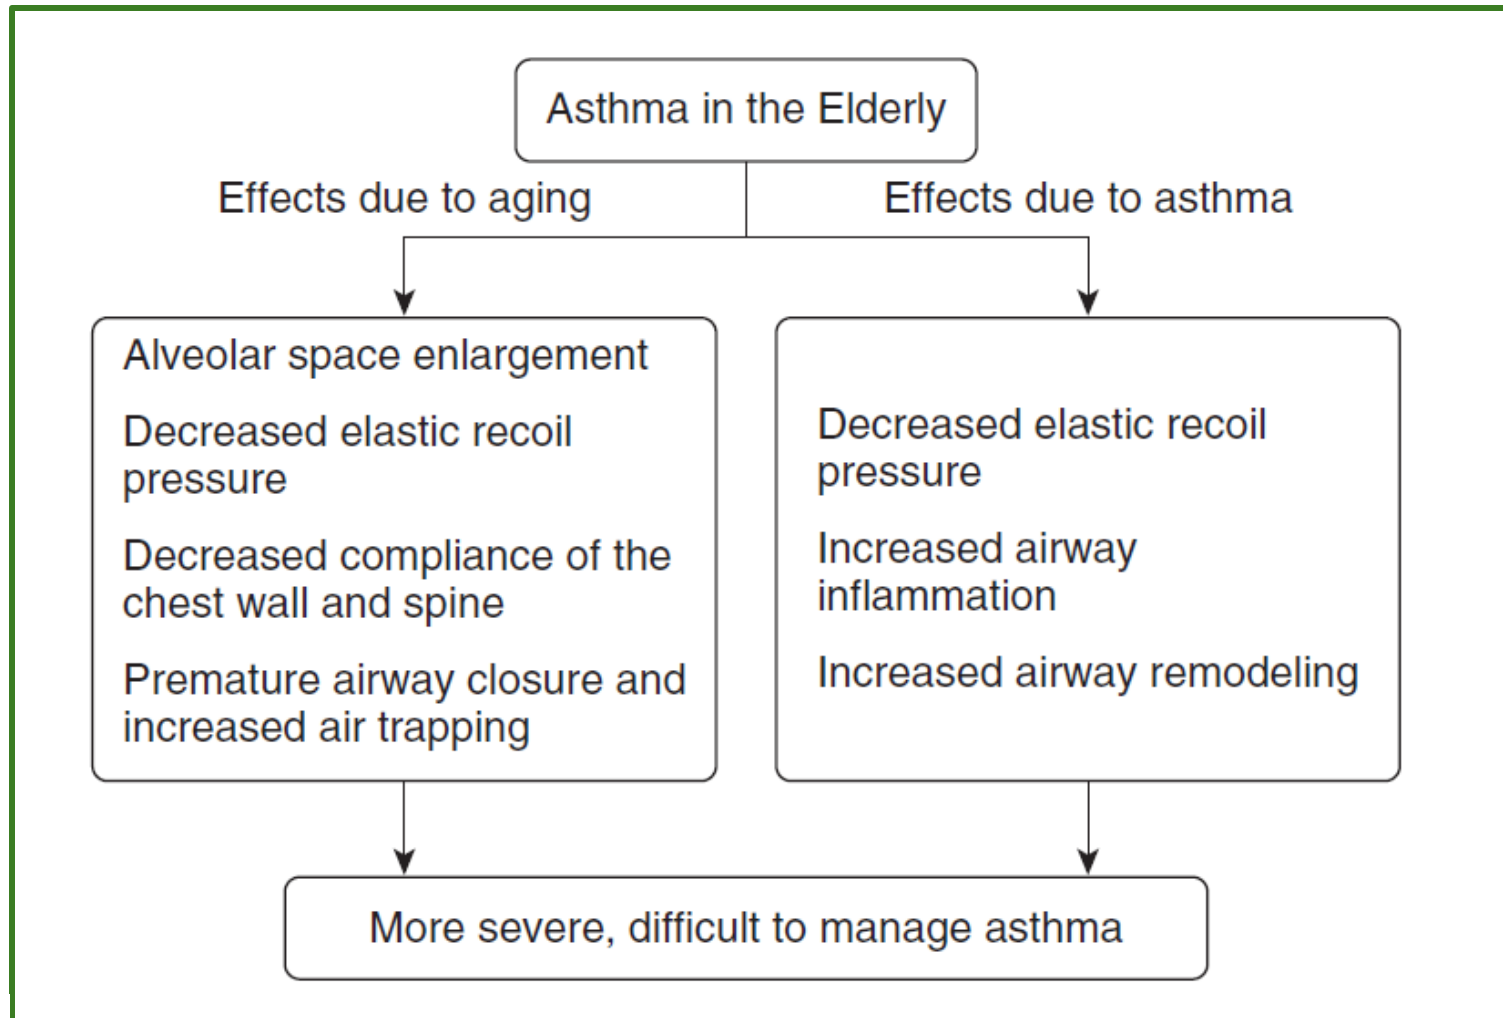 Asthma in the Elderly
Effects due to aging
Effects due to asthma
Alveolar space enlargement
Decreased elastic recoil
pressure
Decreased compliance of the
chest wall and spine
Premature airway closure and
increased air trapping
Decreased elastic recoil
pressure
Increased airway
inflammation
Increased airway remodeling
More severe, difficult to manage asthma